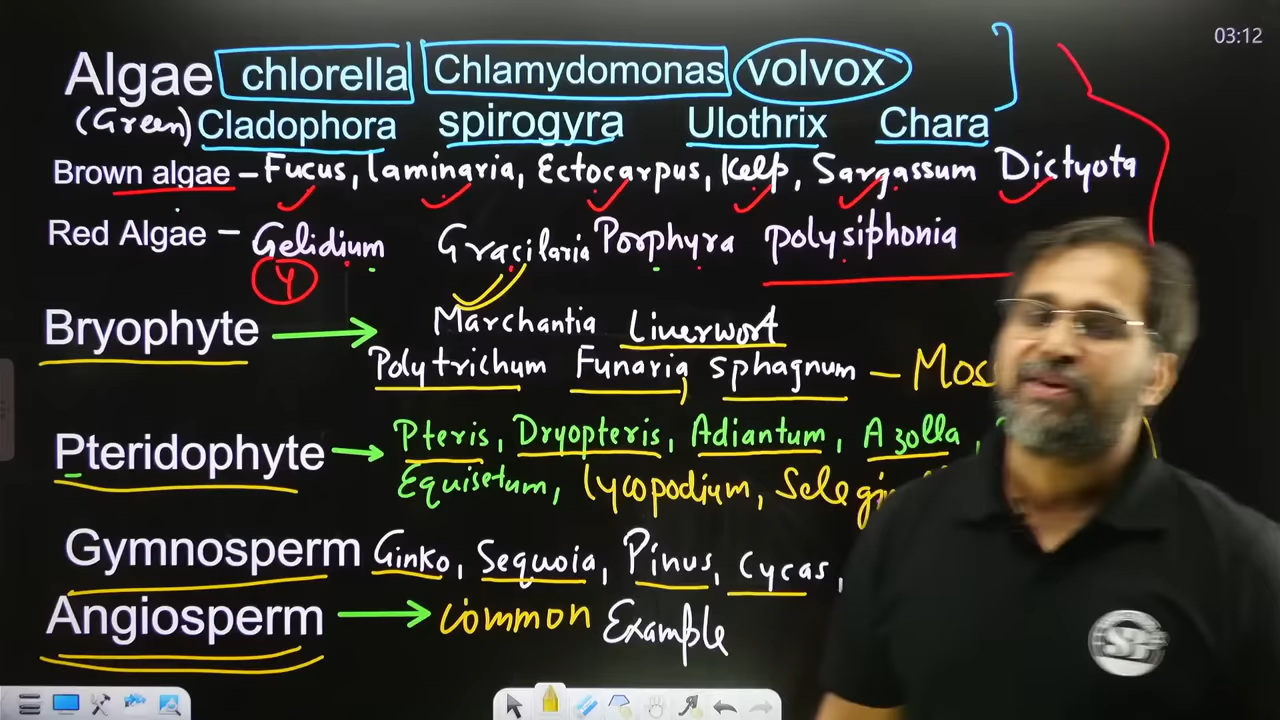 03:12
Algae chlorella Chlamydomonas volvox
(Green) Cladophora spirogyra Ulothrix Chara
Brown algae – Fucus, laminaria, Ectocarpus, Kelp, Sargassum Dictyota
Red Algae – Gelidium Gracilaria Porphyra polysiphonia
4
Bryophyte → Marchantia Liverwort
Polytrichum Funaria, Sphagnum – Mos
Pteridophyte → Pteris, Dryopteris, Adiantum, Azolla,
Equisetum, lycopodium, Selegin
Gymnosperm Ginko, Sequoia, Pinus, Cycas,
Angiosperm → common Example